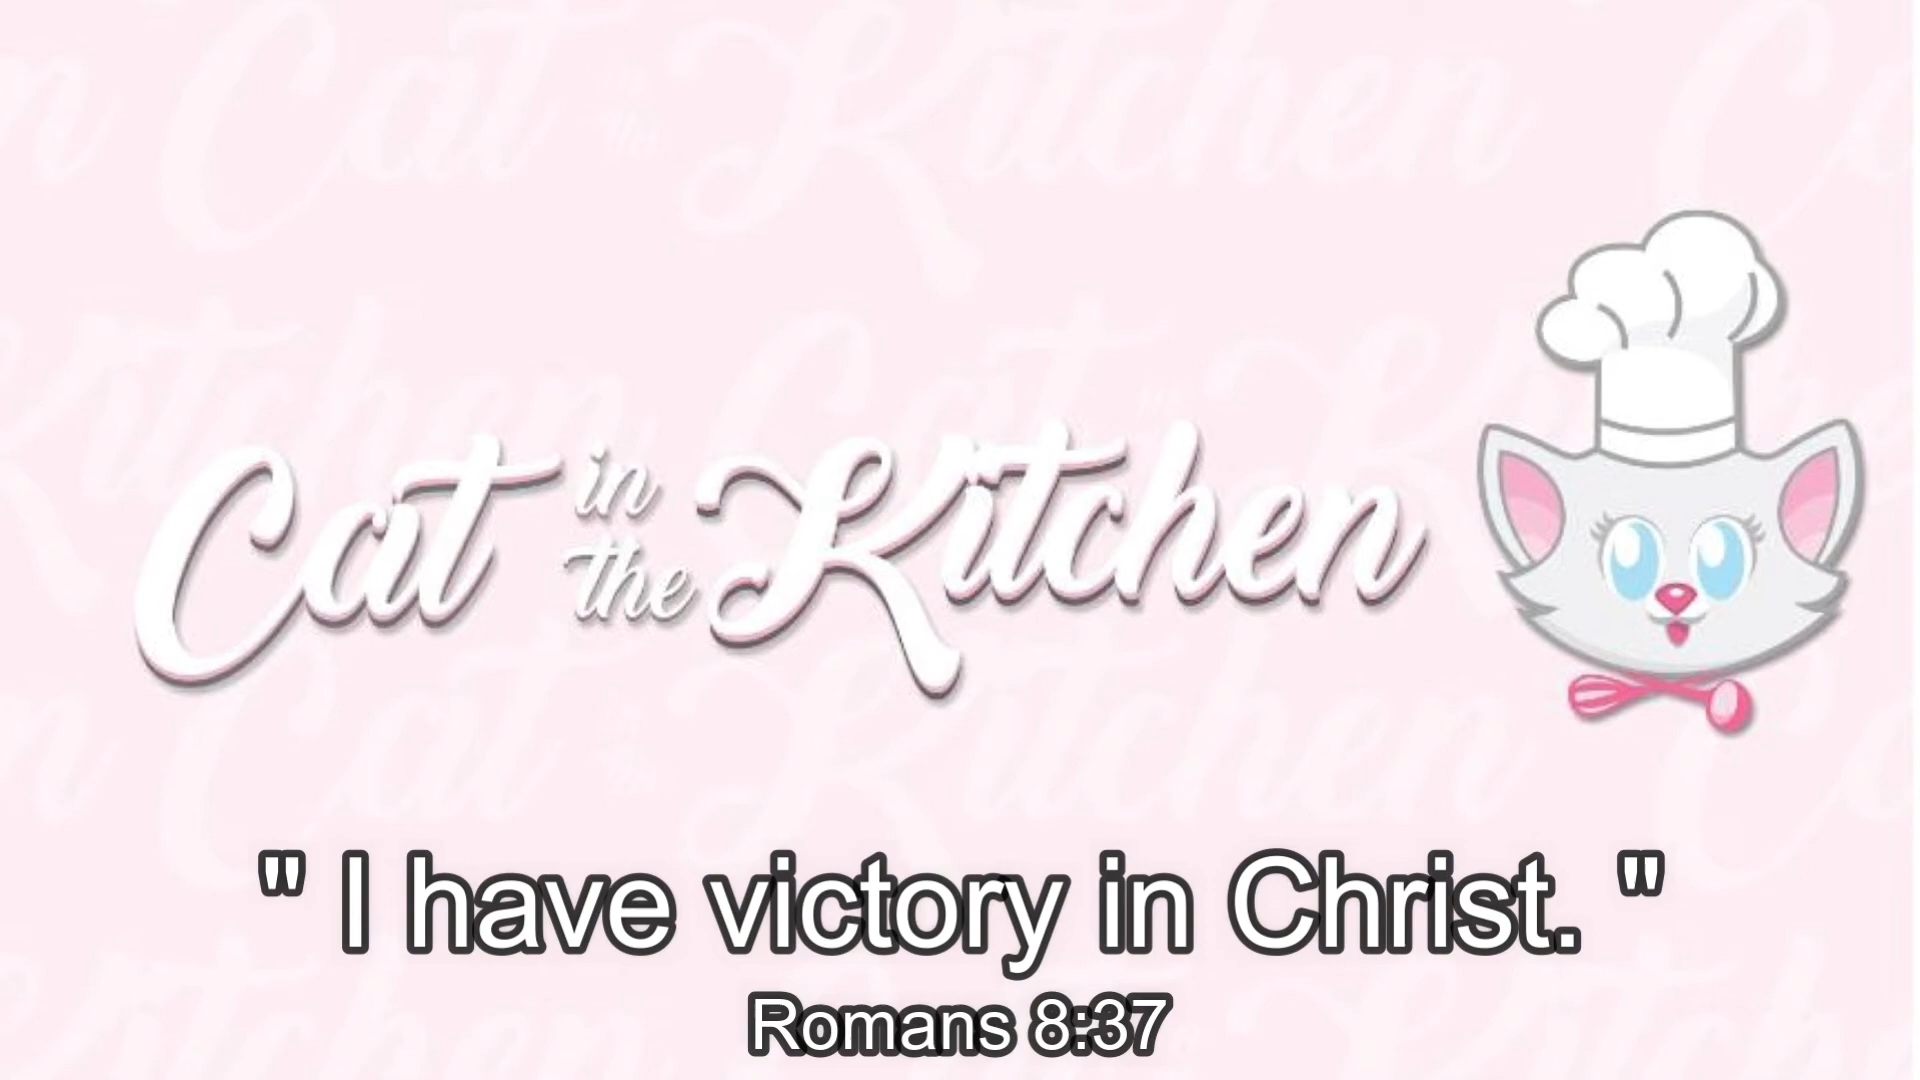 Cat in the Kitchen
" I have victory in Christ. "
Romans 8:37